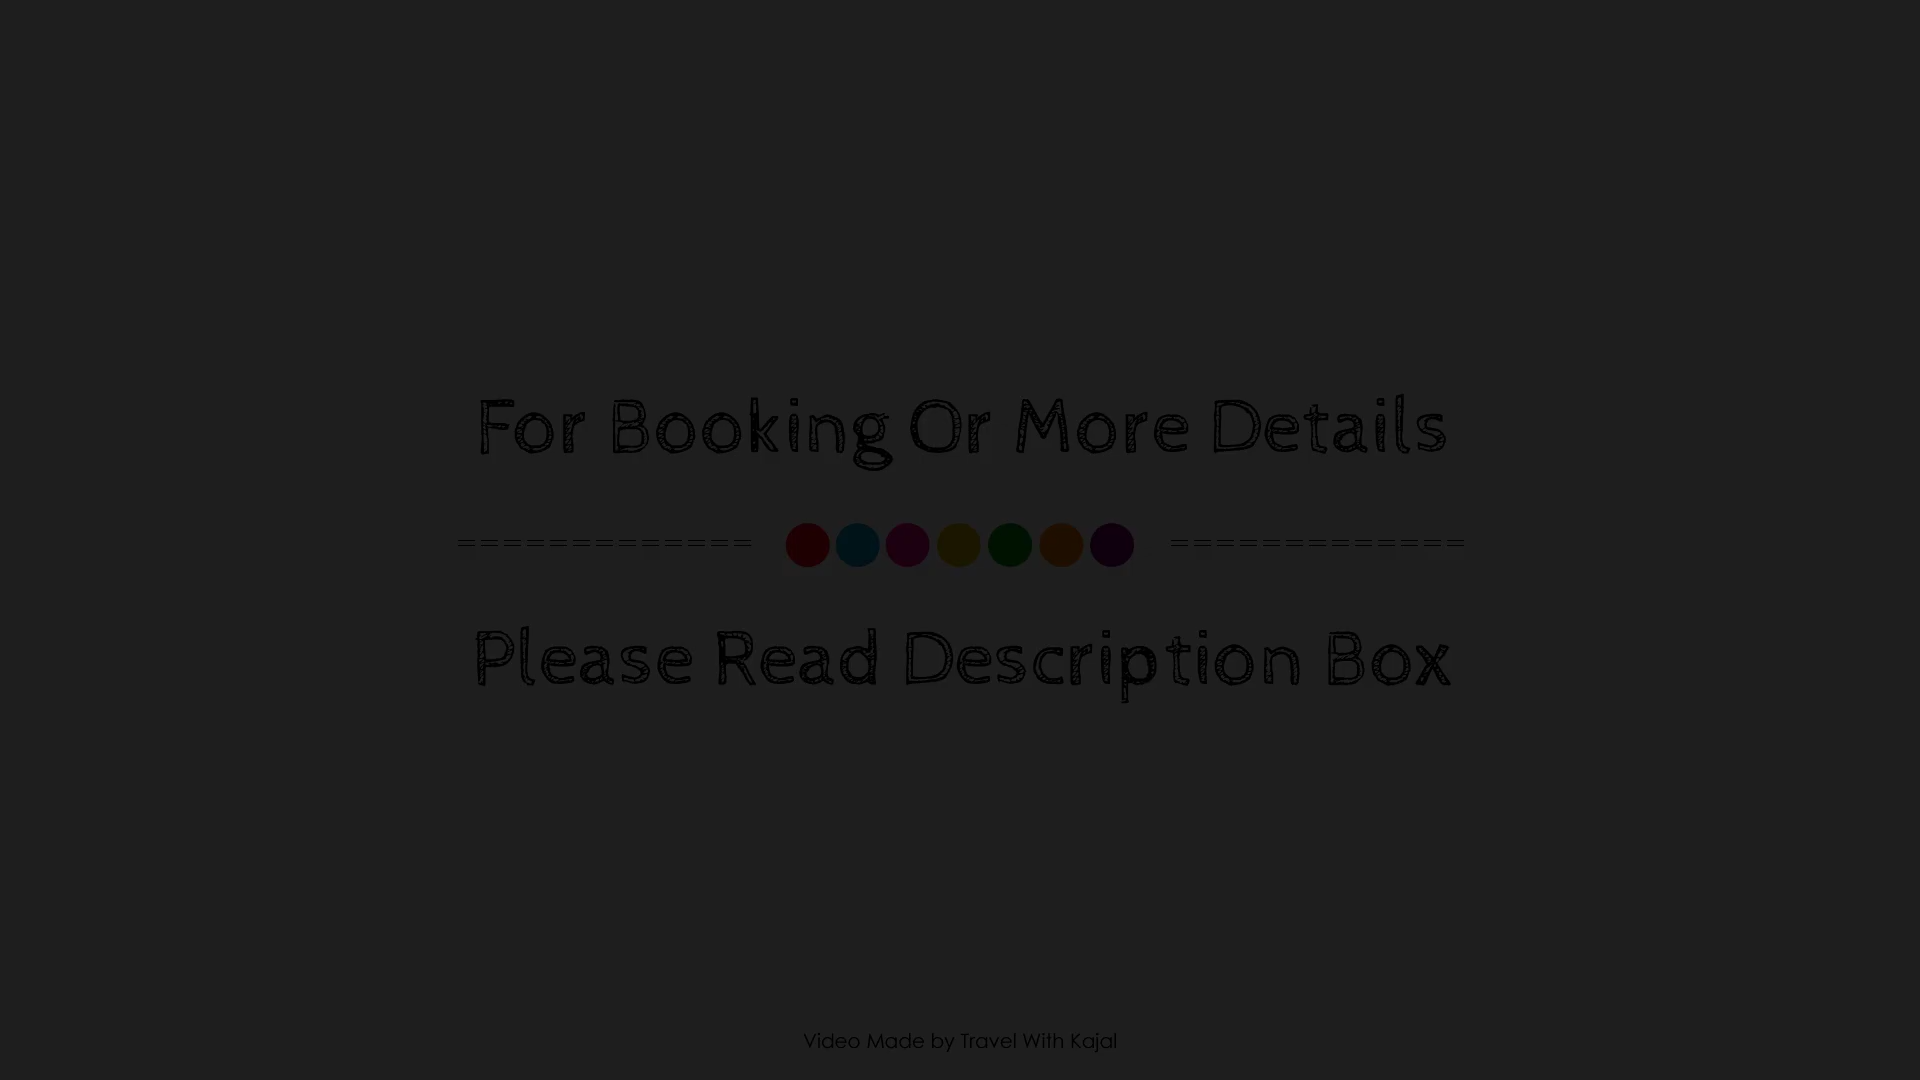 For Booking Or More Details
============= =============
Please Read Description Box
Video Made by Travel With Kajal